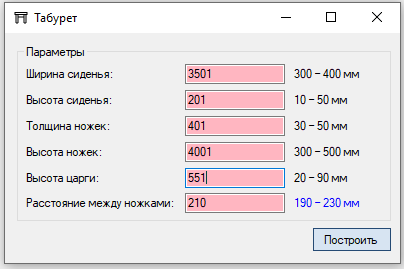 Табурет
Параметры
Ширина сиденья: 3501 300 – 400 мм
Высота сиденья: 201 10 – 50 мм
Толщина ножек: 401 30 – 50 мм
Высота ножек: 4001 300 – 500 мм
Высота царги: 551 20 – 90 мм
Расстояние между ножками: 210 190 – 230 мм
Построить